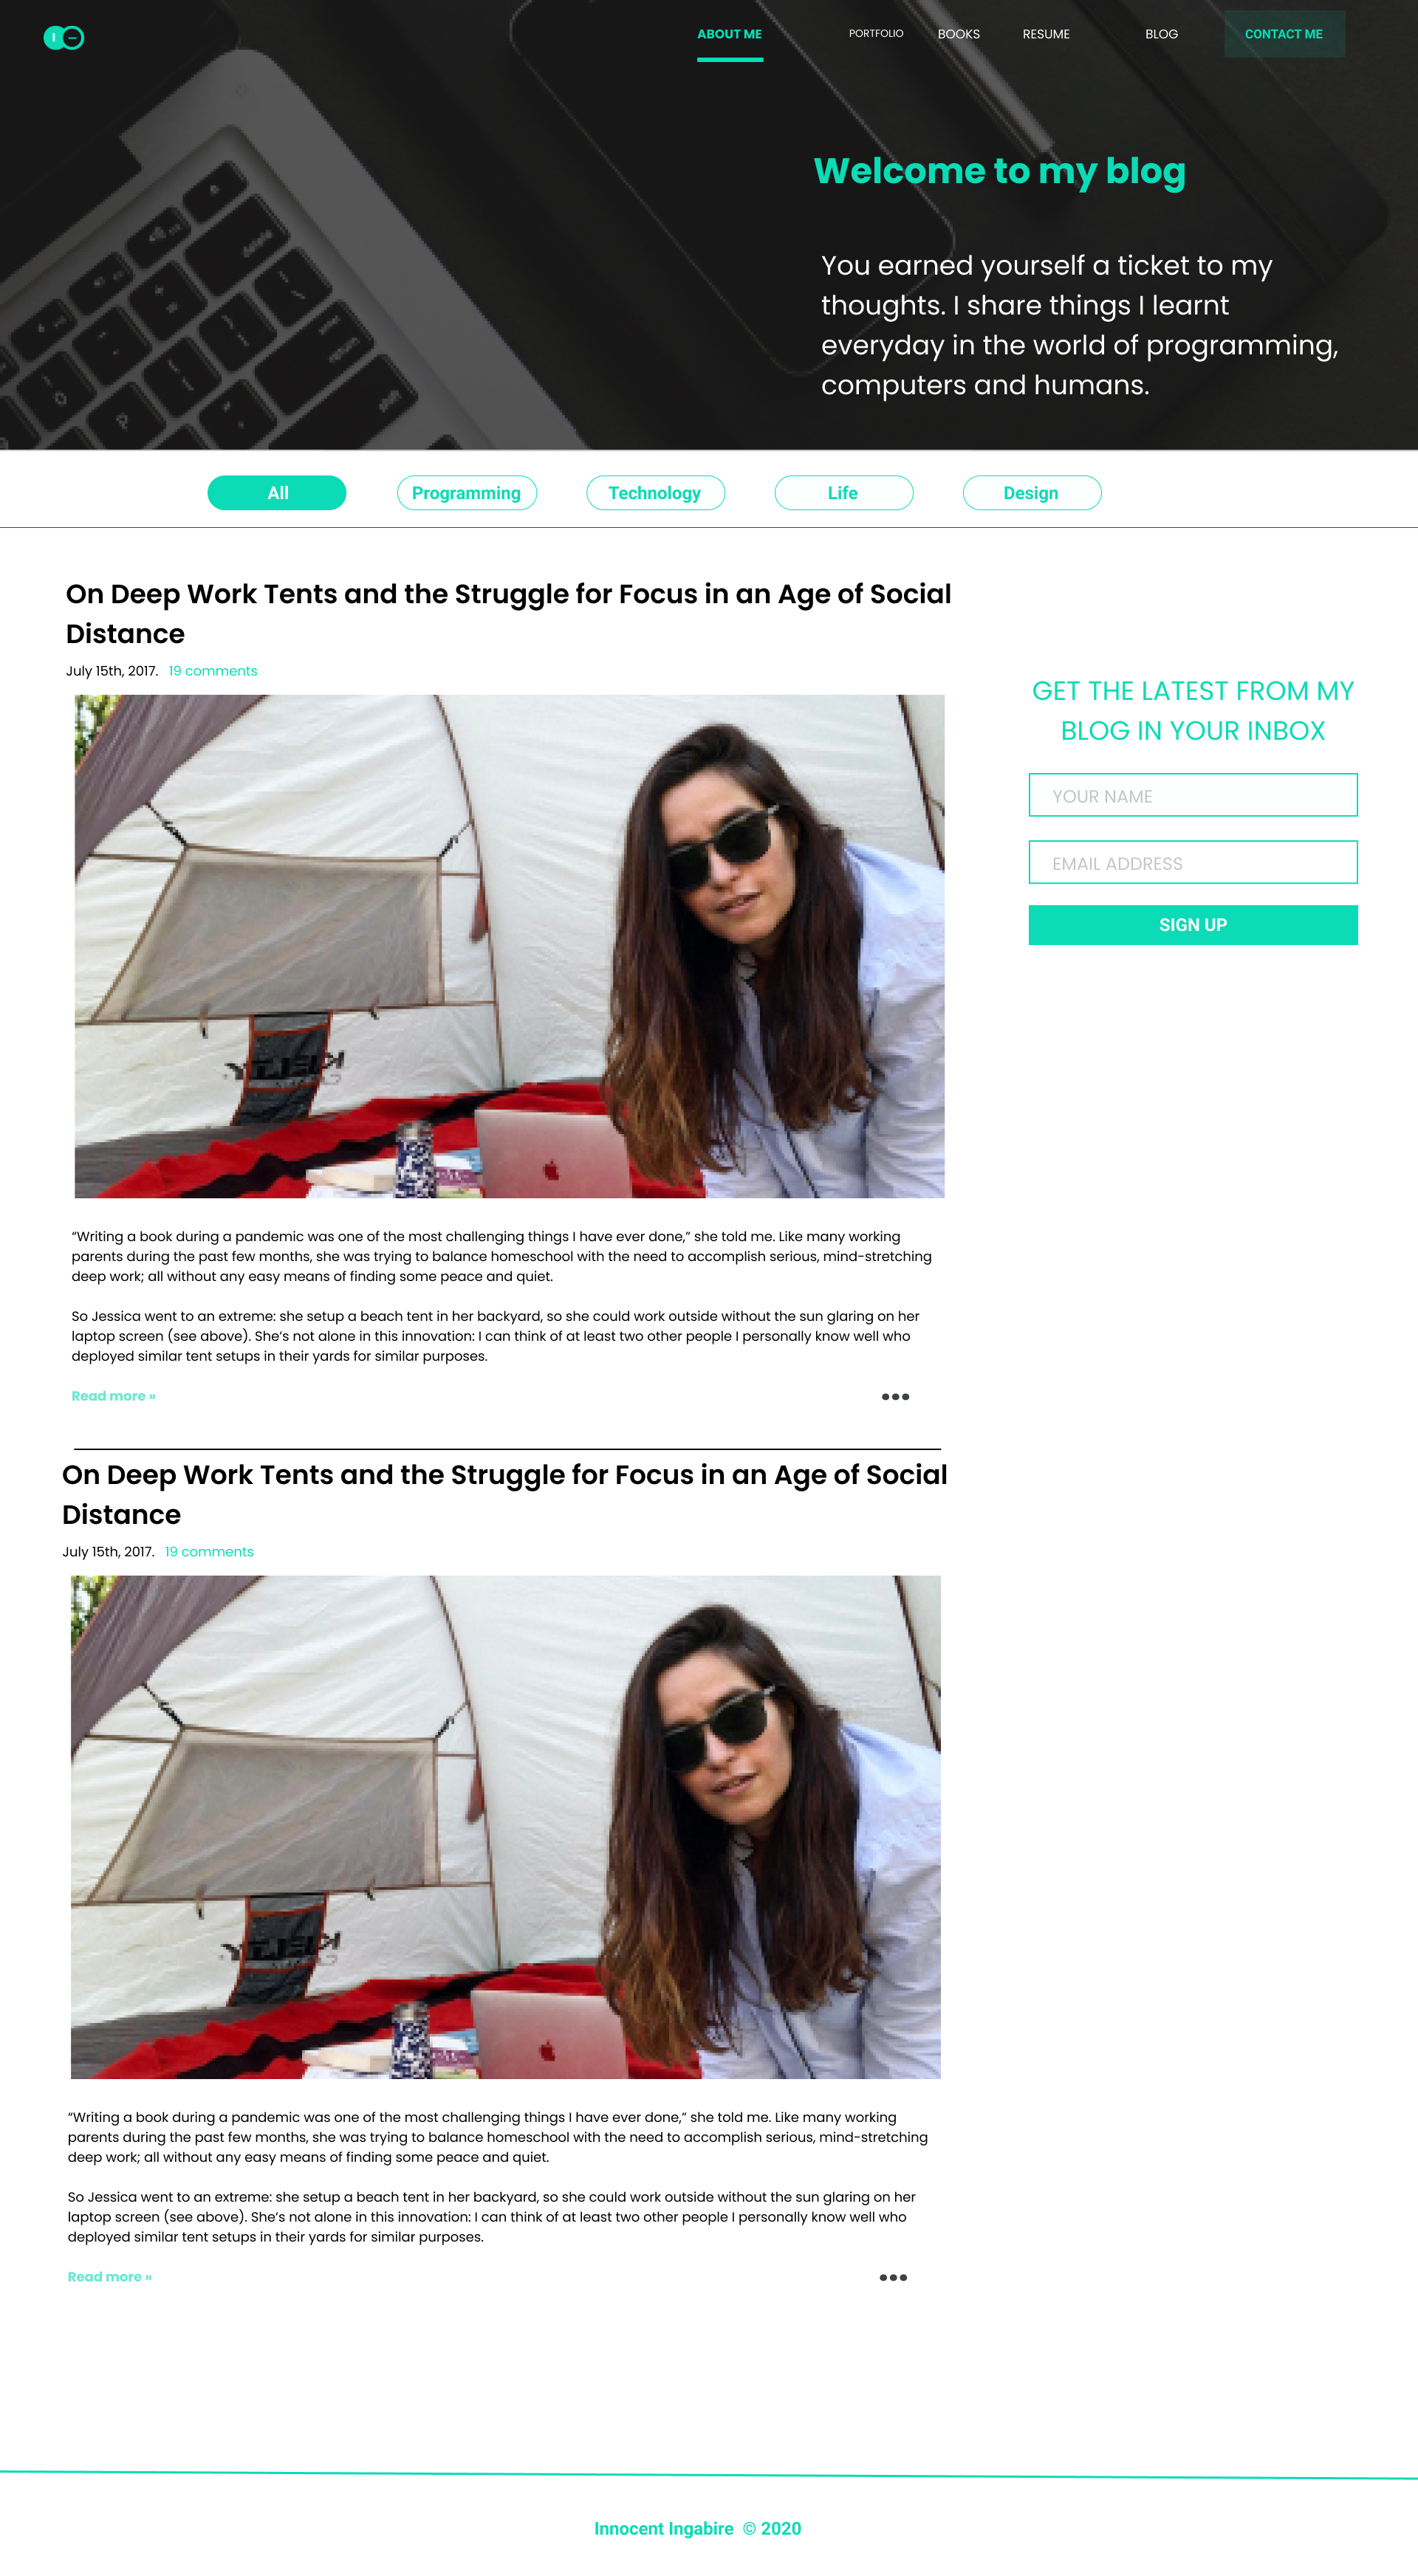 I
ABOUT ME
PORTFOLIO
BOOKS
RESUME
BLOG
CONTACT ME
Welcome to my blog
You earned yourself a ticket to my
thoughts. I share things I learnt
everyday in the world of programming,
computers and humans.
All
Programming
Technology
Life
Design
On Deep Work Tents and the Struggle for Focus in an Age of Social
Distance
July 15th, 2017. 19 comments
“Writing a book during a pandemic was one of the most challenging things I have ever done,” she told me. Like many working
parents during the past few months, she was trying to balance homeschool with the need to accomplish serious, mind-stretching
deep work; all without any easy means of finding some peace and quiet.
So Jessica went to an extreme: she setup a beach tent in her backyard, so she could work outside without the sun glaring on her
laptop screen (see above). She’s not alone in this innovation: I can think of at least two other people I personally know well who
deployed similar tent setups in their yards for similar purposes.
Read more »
GET THE LATEST FROM MY
BLOG IN YOUR INBOX
YOUR NAME
EMAIL ADDRESS
SIGN UP
On Deep Work Tents and the Struggle for Focus in an Age of Social
Distance
July 15th, 2017. 19 comments
“Writing a book during a pandemic was one of the most challenging things I have ever done,” she told me. Like many working
parents during the past few months, she was trying to balance homeschool with the need to accomplish serious, mind-stretching
deep work; all without any easy means of finding some peace and quiet.
So Jessica went to an extreme: she setup a beach tent in her backyard, so she could work outside without the sun glaring on her
laptop screen (see above). She’s not alone in this innovation: I can think of at least two other people I personally know well who
deployed similar tent setups in their yards for similar purposes.
Read more »
Innocent Ingabire © 2020